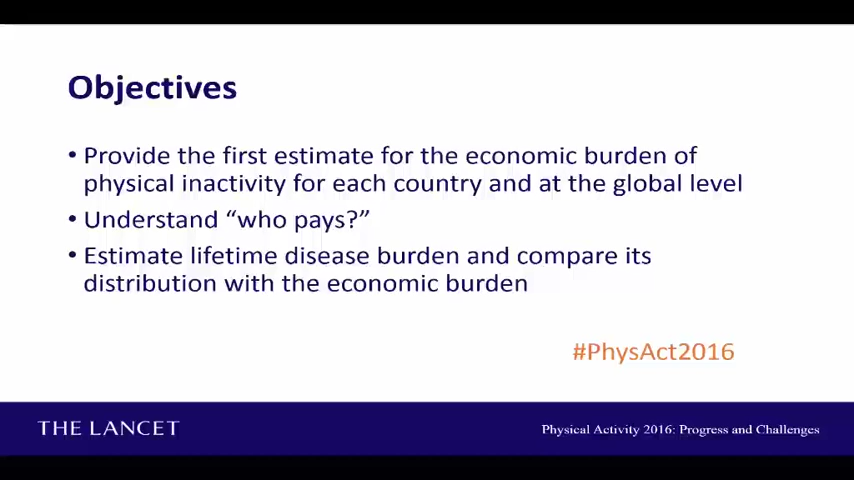 Objectives
• Provide the first estimate for the economic burden of
physical inactivity for each country and at the global level
• Understand “who pays?”
• Estimate lifetime disease burden and compare its
distribution with the economic burden
#PhysAct2016
THE LANCET
Physical Activity 2016: Progress and Challenges